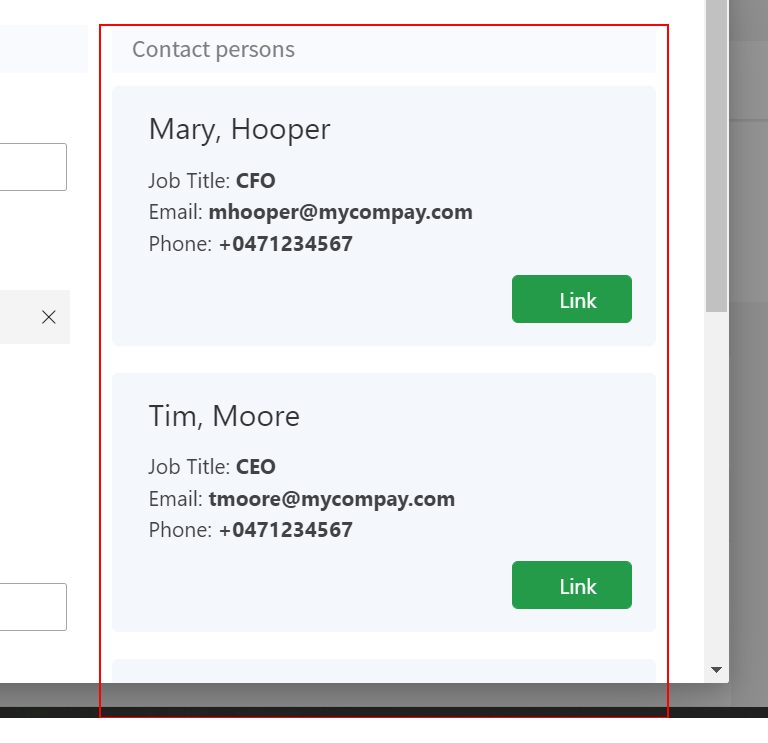 Contact persons
Mary, Hooper
Job Title: CFO
Email: mhooper@mycompay.com
Phone: +0471234567
Link
Tim, Moore
Job Title: CEO
Email: tmoore@mycompay.com
Phone: +0471234567
Link